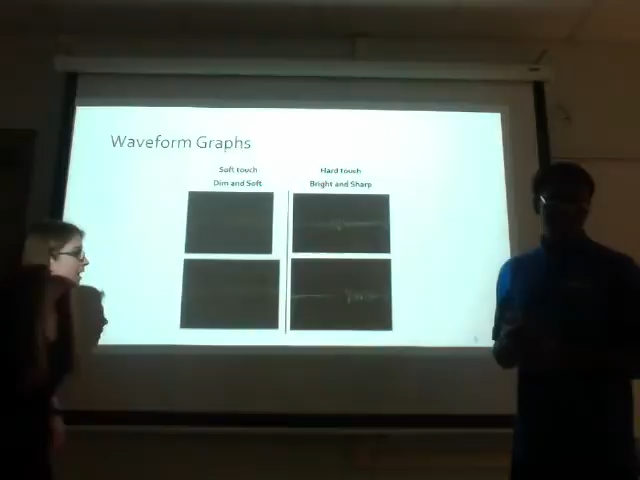 Waveform Graphs
Soft touch
Dim and Soft
Hard touch
Bright and Sharp